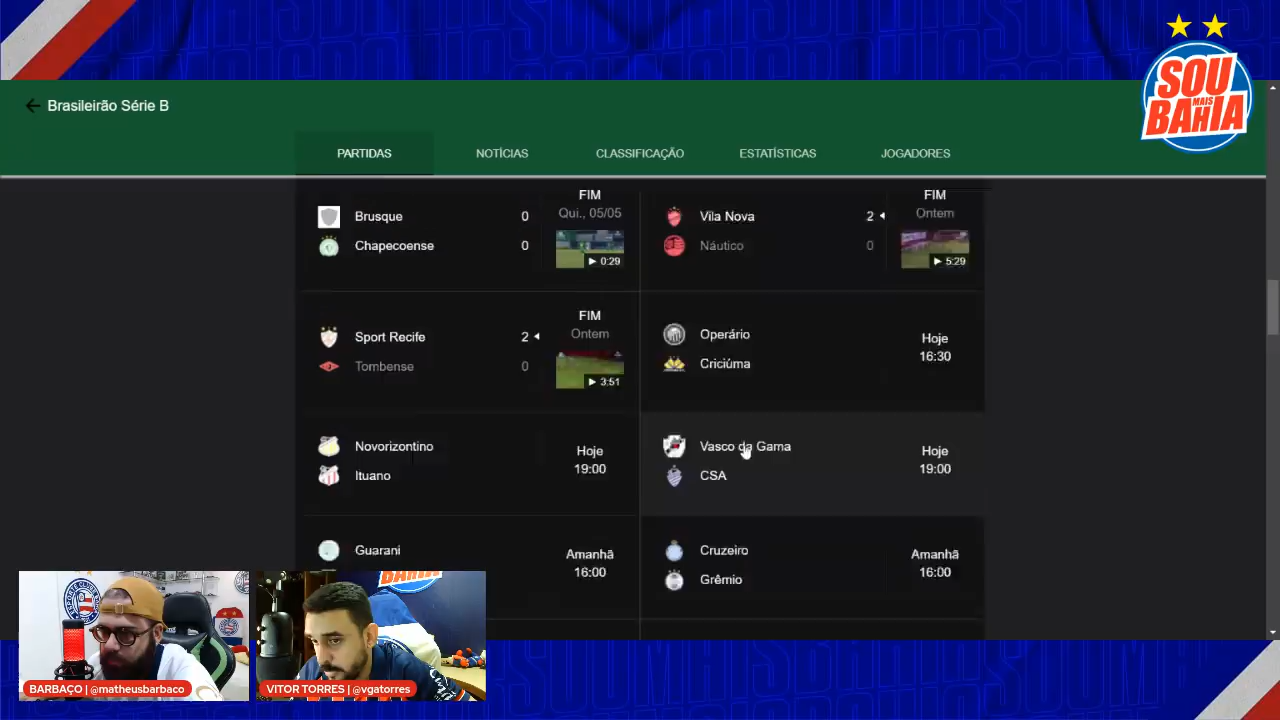 SOU
MAIS
BAHIA
Brasileirão Série B
PARTIDAS
NOTÍCIAS
CLASSIFICAÇÃO
ESTATÍSTICAS
JOGADORES
Brusque 0
Chapecoense 0
FIM
Qui., 05/05
0:29
Vila Nova 2
Náutico 0
FIM
Ontem
5:29
Sport Recife 2
Tombense 0
FIM
Ontem
3:51
Operário
Criciúma
Hoje
16:30
Novorizontino
Ituano
Hoje
19:00
Vasco da Gama
CSA
Hoje
19:00
Guarani
Amanhã
16:00
Cruzeiro
Grêmio
Amanhã
16:00
BAHIA
BARBAÇO | @matheusbarbaco
VITOR TORRES | @vgatorres